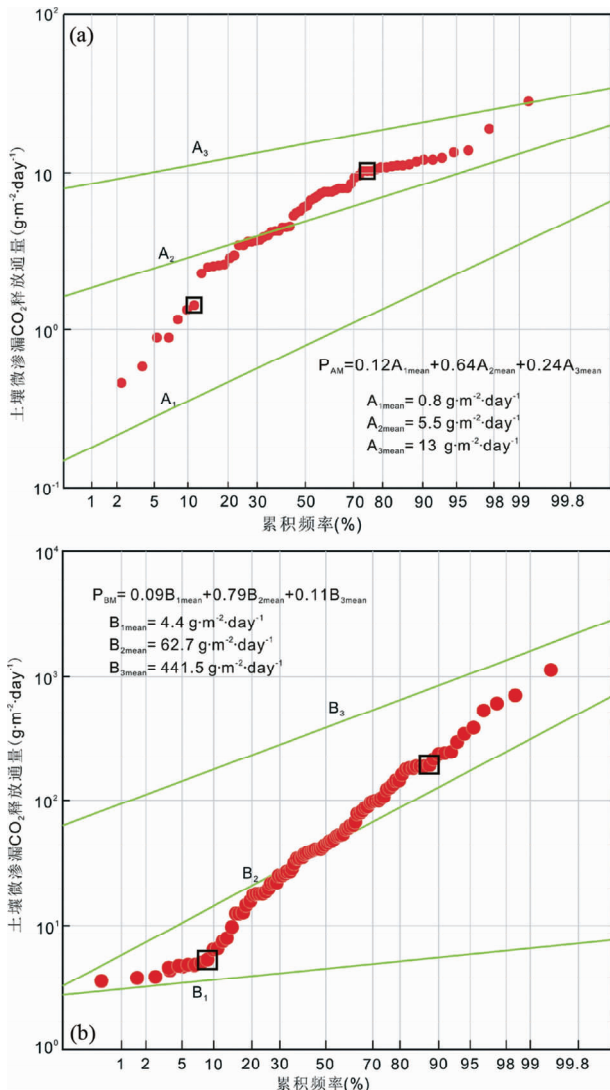 (a)
10²
10¹
10⁰
10⁻¹
土壤微渗漏CO₂释放通量(g·m⁻²·day⁻¹)
A₃
A₂
A₁
P_AM=0.12A_1mean+0.64A_2mean+0.24A_3mean
A_1mean= 0.8 g·m⁻²·day⁻¹
A_2mean= 5.5 g·m⁻²·day⁻¹
A_3mean= 13 g·m⁻²·day⁻¹
1 2 5 10 20 30 50 70 80 90 95 98 99 99.8
累积频率(%)
10⁴
10³
10²
10¹
10⁰
土壤微渗漏CO₂释放通量(g·m⁻²·day⁻¹)
P_BM= 0.09B_1mean+0.79B_2mean+0.11B_3mean
B_1mean= 4.4 g·m⁻²·day⁻¹
B_2mean= 62.7 g·m⁻²·day⁻¹
B_3mean= 441.5 g·m⁻²·day⁻¹
B₃
B₂
B₁
(b)
1 2 5 10 20 30 50 70 80 90 95 98 99 99.8
累积频率(%)